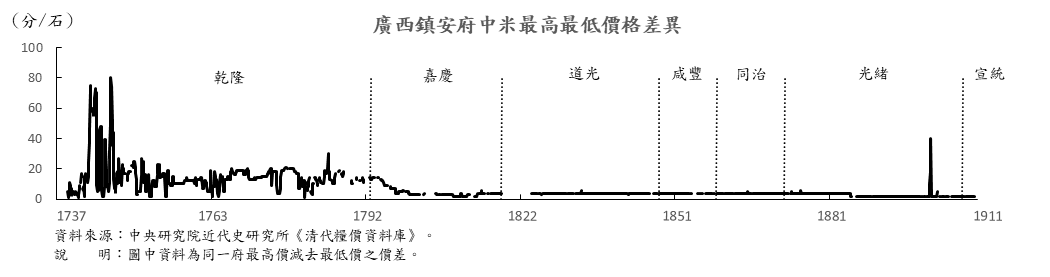 (分/石)
廣西鎮安府中米最高最低價格差異
100
80
60
40
20
0
乾隆 嘉慶 道光 咸豐 同治 光緒 宣統
1737 1763 1792 1822 1851 1881 1911
資料來源：中央研究院近代史研究所《清代糧價資料庫》。
說　　明：圖中資料為同一府最高價減去最低價之價差。